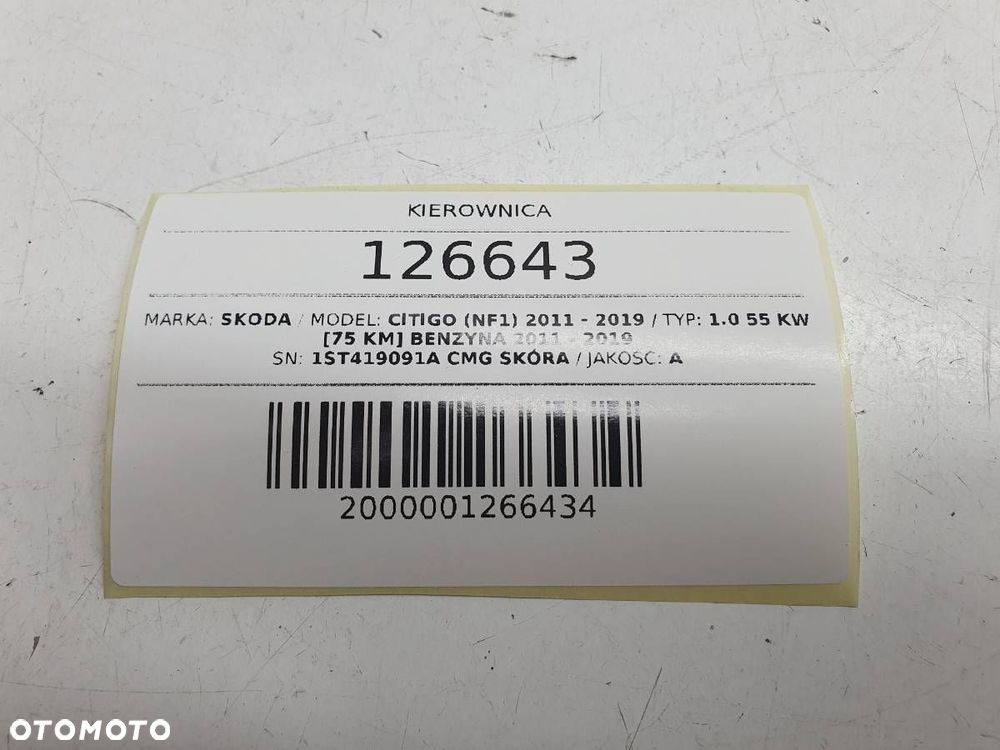 KIEROWNICA
126643
MARKA: SKODA / MODEL: CITIGO (NF1) 2011 - 2019 / TYP: 1.0 55 KW
[75 KM] BENZYNA 2011 - 2019
SN: 1ST419091A CMG SKÓRA / JAKOŚĆ: A
2000001266434
OTOMOTO